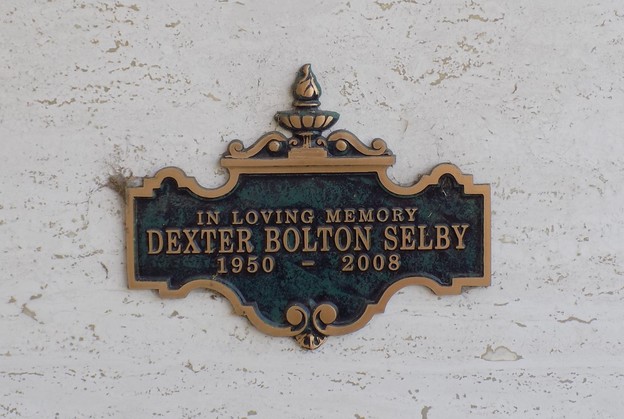 IN LOVING MEMORY
DEXTER BOLTON SELBY
1950 – 2008